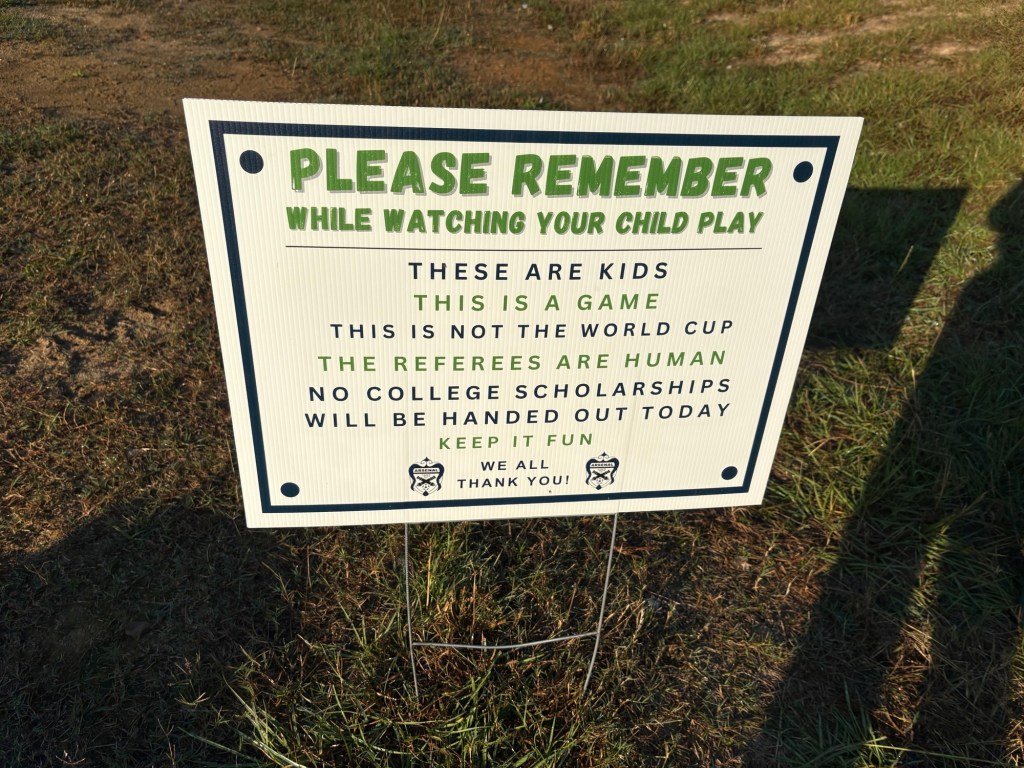 PLEASE REMEMBER
WHILE WATCHING YOUR CHILD PLAY
THESE ARE KIDS
THIS IS A GAME
THIS IS NOT THE WORLD CUP
THE REFEREES ARE HUMAN
NO COLLEGE SCHOLARSHIPS
WILL BE HANDED OUT TODAY
KEEP IT FUN
WE ALL
THANK YOU!
ARSENAL
ARSENAL